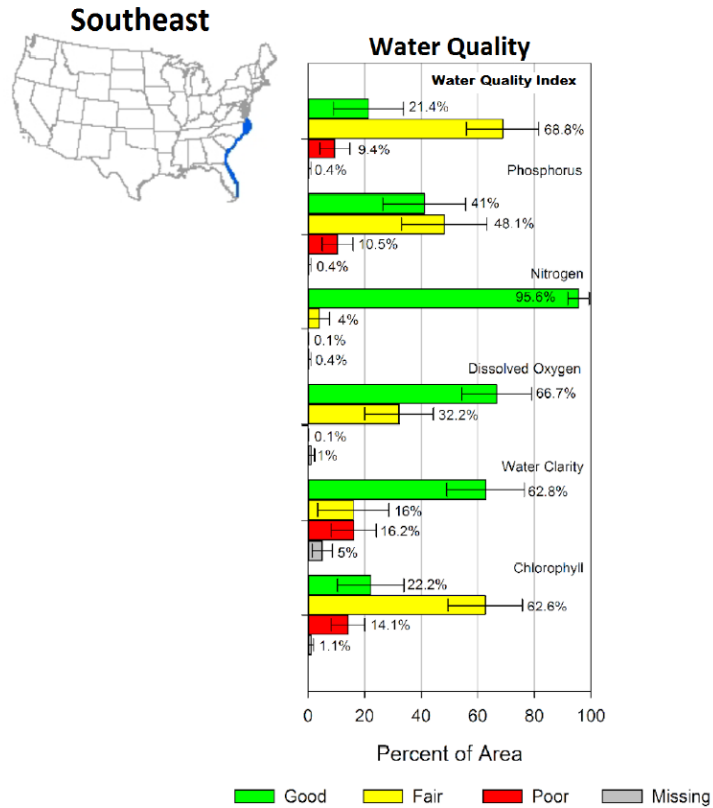 Southeast
Water Quality
Water Quality Index
21.4%
68.8%
9.4%
0.4%
Phosphorus
41%
48.1%
10.5%
0.4%
Nitrogen
95.6%
4%
0.1%
0.4%
Dissolved Oxygen
66.7%
32.2%
0.1%
1%
Water Clarity
62.8%
16%
16.2%
5%
Chlorophyll
22.2%
62.6%
14.1%
1.1%
0 20 40 60 80 100
Percent of Area
Good Fair Poor Missing